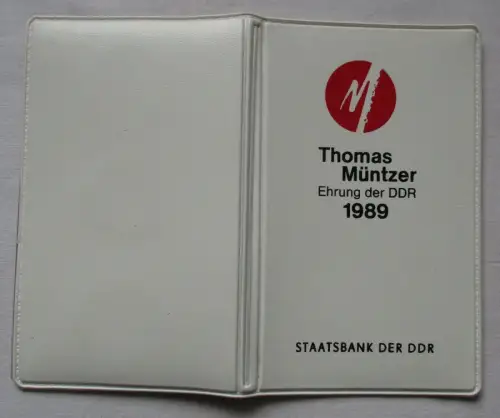 M
Thomas
Müntzer
Ehrung der DDR
1989
STAATSBANK DER DDR